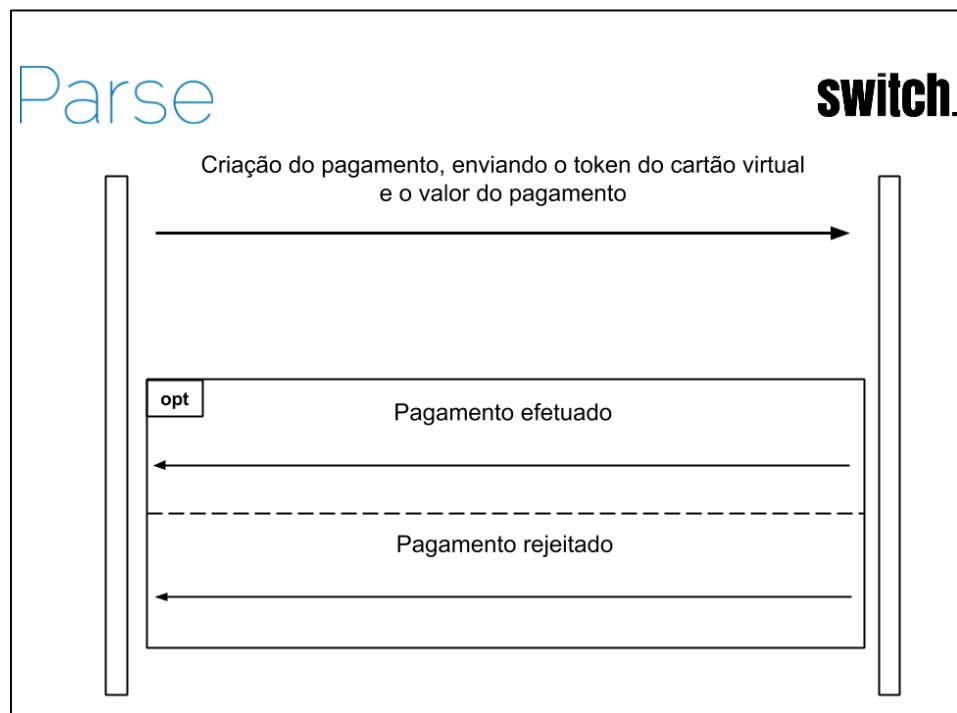 Parse
switch.
Criação do pagamento, enviando o token do cartão virtual
e o valor do pagamento
opt
Pagamento efetuado
Pagamento rejeitado